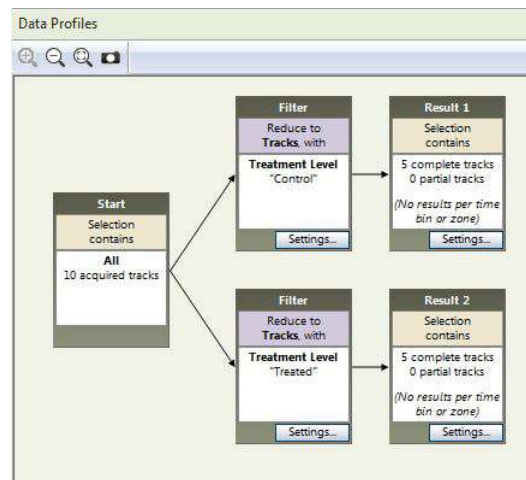 Data Profiles
Start
Selection
contains
All
10 acquired tracks
Filter
Reduce to
Tracks, with
Treatment Level
"Control"
Settings...
Result 1
Selection
contains
5 complete tracks
0 partial tracks
(No results per time
bin or zone)
Settings...
Filter
Reduce to
Tracks, with
Treatment Level
"Treated"
Settings...
Result 2
Selection
contains
5 complete tracks
0 partial tracks
(No results per time
bin or zone)
Settings...